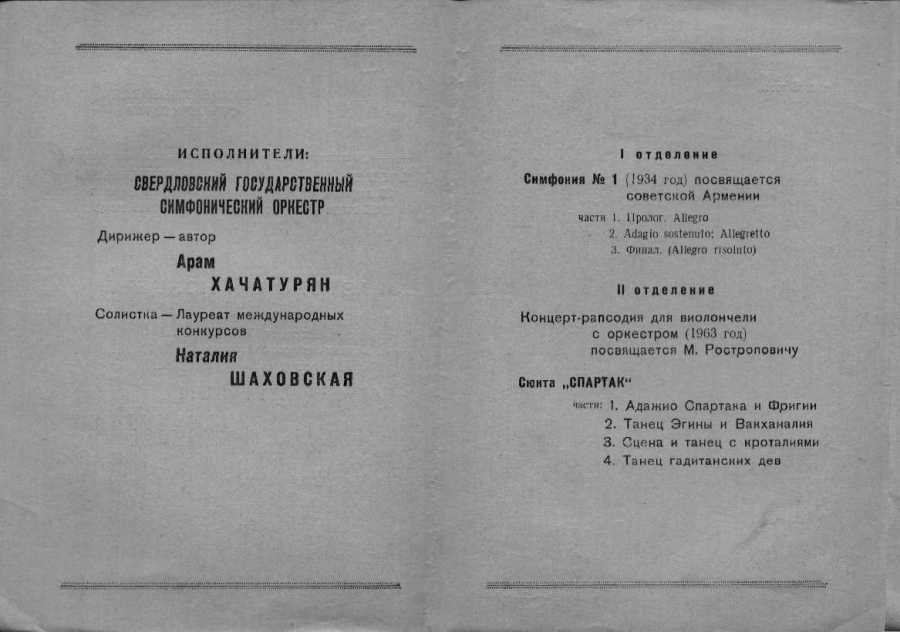 ИСПОЛНИТЕЛИ:
СВЕРДЛОВСКИЙ ГОСУДАРСТВЕННЫЙ
СИМФОНИЧЕСКИЙ ОРКЕСТР
Дирижер — автор
Арам
ХАЧАТУРЯН
Солистка — Лауреат международных
конкурсов
Наталия
ШАХОВСКАЯ
I отделение
Симфония № 1 (1934 год) посвящается
советской Армении
части 1. Пролог. Allegro
2. Adagio sostenuto; Allegretto
3. Финал. (Allegro risoluto)
II отделение
Концерт-рапсодия для виолончели
с оркестром (1963 год)
посвящается М. Ростроповичу
Сюита „СПАРТАК“
части: 1. Адажио Спартака и Фригии
2. Танец Эгины и Вакханалия
3. Сцена и танец с кроталиями
4. Танец гадитанских дев